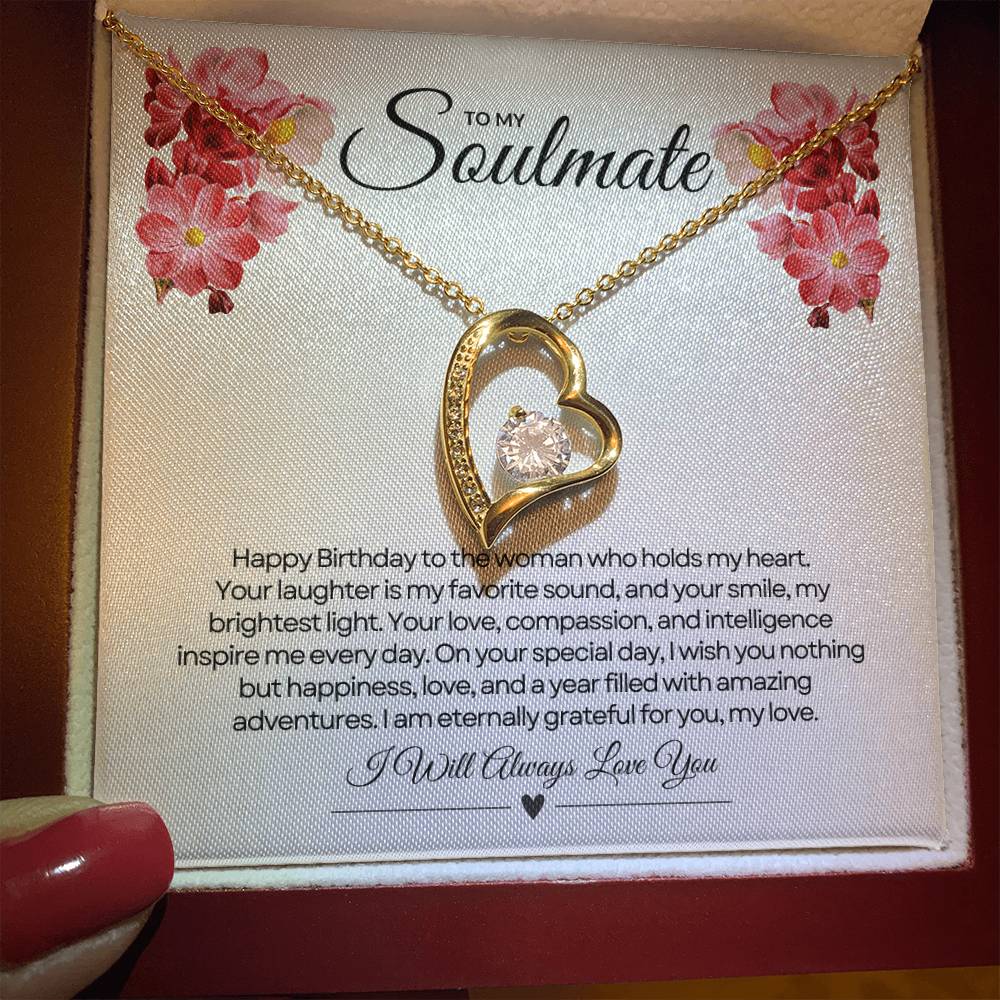 TO MY
Soulmate
Happy Birthday to the woman who holds my heart.
Your laughter is my favorite sound, and your smile, my
brightest light. Your love, compassion, and intelligence
inspire me every day. On your special day, I wish you nothing
but happiness, love, and a year filled with amazing
adventures. I am eternally grateful for you, my love.
I Will Always Love You